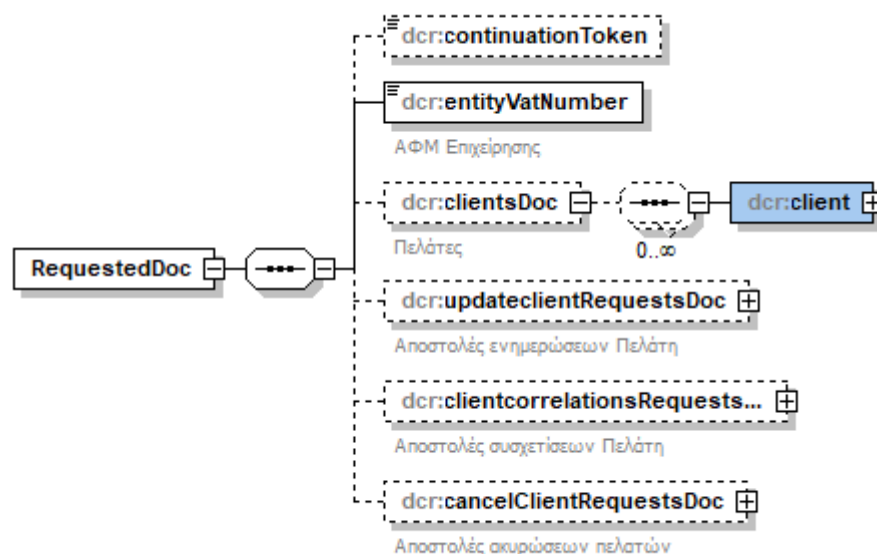 dcr:continuationToken
dcr:entityVatNumber
ΑΦΜ Επιχείρησης
dcr:clientsDoc
dcr:client
Πελάτες
0..∞
RequestedDoc
dcr:updateclientRequestsDoc
Αποστολές ενημερώσεων Πελάτη
dcr:clientcorrelationsRequests...
Αποστολές συσχετίσεων Πελάτη
dcr:cancelClientRequestsDoc
Αποστολές ακυρώσεων πελατών